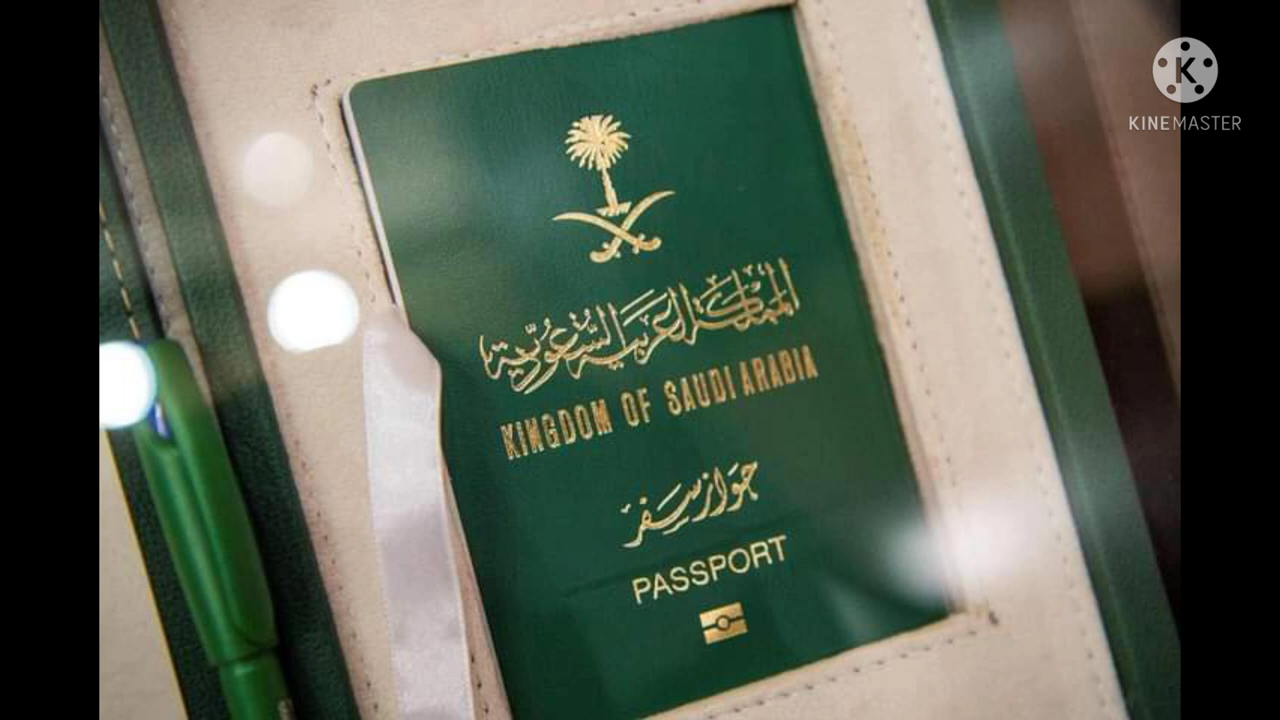 المملكة العربية السعودية
KINGDOM OF SAUDI ARABIA
جواز سفر
PASSPORT
K
KINEMASTER